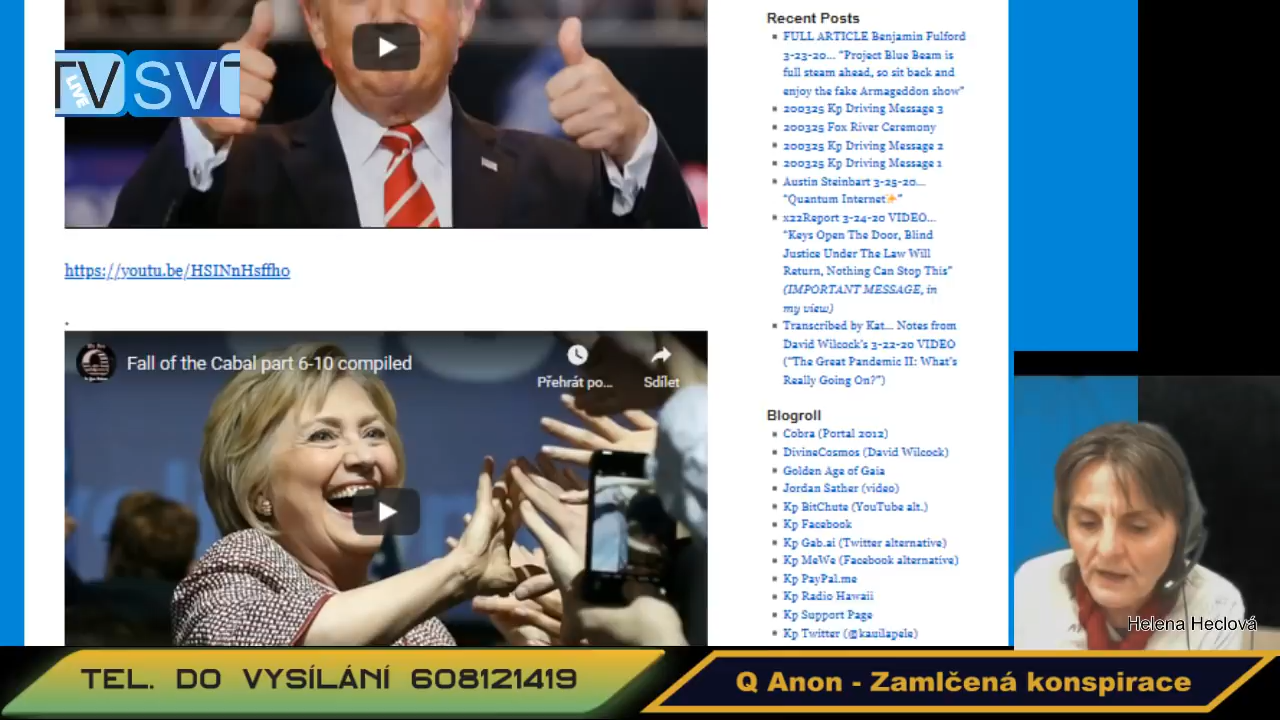 TVSVĚT
LIVE
https://youtu.be/HSINnHsffho
.
Fall of the Cabal part 6-10 compiled
Přehrát po...
Sdílet
Recent Posts
FULL ARTICLE Benjamin Fulford
3-23-20... “Project Blue Beam is
full steam ahead, so sit back and
enjoy the fake Armageddon show”
200325 Kp Driving Message 3
200325 Fox River Ceremony
200325 Kp Driving Message 2
200325 Kp Driving Message 1
Austin Steinbart 3-25-20...
“Quantum Internet✨”
x22Report 3-24-20 VIDEO...
“Keys Open The Door, Blind
Justice Under The Law Will
Return, Nothing Can Stop This”
(IMPORTANT MESSAGE, in
my view)
Transcribed by Kat... Notes from
David Wilcock’s 3-22-20 VIDEO
(“The Great Pandemic II: What’s
Really Going On?”)
Blogroll
Cobra (Portal 2012)
DivineCosmos (David Wilcock)
Golden Age of Gaia
Jordan Sather (video)
Kp BitChute (YouTube alt.)
Kp Facebook
Kp Gab.ai (Twitter alternative)
Kp MeWe (Facebook alternative)
Kp PayPal.me
Kp Radio Hawaii
Kp Support Page
Kp Twitter (@kauilapele)
Helena Heclová
TEL. DO VYSÍLÁNÍ 608121419
Q Anon - Zamlčená konspirace